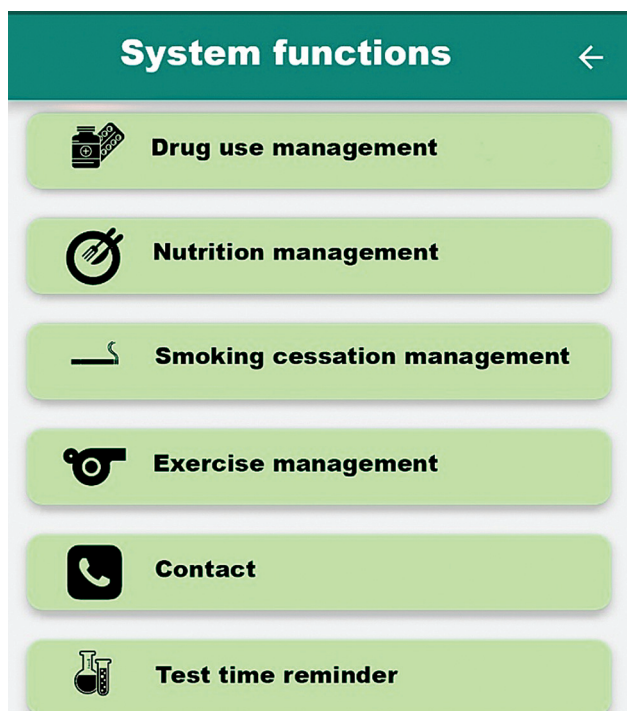 System functions
Drug use management
Nutrition management
Smoking cessation management
Exercise management
Contact
Test time reminder